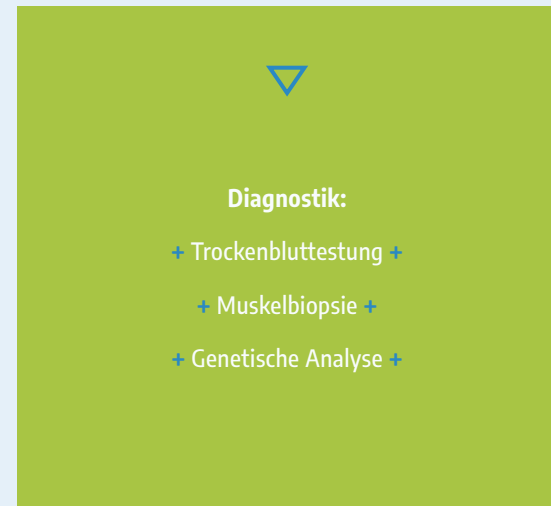 Diagnostik:
+ Trockenbluttestung +
+ Muskelbiopsie +
+ Genetische Analyse +